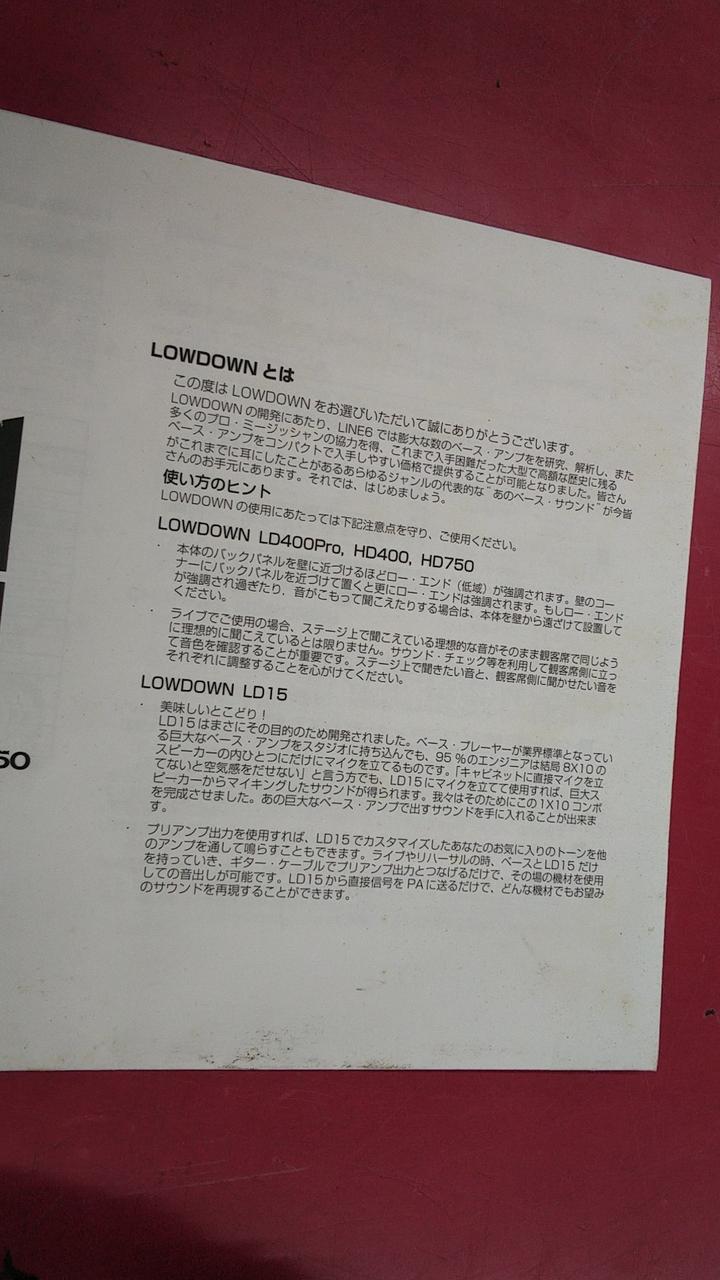 LOWDOWN とは
この度は LOWDOWN をお選びいただいて誠にありがとうございます。
LOWDOWN の開発にあたり、LINE6 では膨大な数のベース・アンプをを研究、解析し、また
多くのプロ・ミージッシャンの協力を得、これまで入手困難だった大型で高額な歴史に残る
ベース・アンプをコンパクトで入手しやすい価格で提供することが可能となりました。皆さん
がこれまでに耳にしたことがあるあらゆるジャンルの代表的な"あのベース・サウンド"が今皆
さんのお手元にあります。それでは、はじめましょう。
使い方のヒント
LOWDOWN の使用にあたっては下記注意点を守り、ご使用ください。
LOWDOWN LD400Pro, HD400, HD750
· 本体のバックパネルを壁に近づけるほどロー・エンド（低域）が強調されます。壁のコー
ナーにバックパネルを近づけて置くと更にロー・エンドは強調されます。もしロー・エンド
が強調され過ぎたり、音がこもって聞こえたりする場合は、本体を壁から遠ざけて設置して
ください。
· ライブでご使用の場合、ステージ上で聞こえている理想的な音がそのまま観客席で同じよう
に理想的に聞こえているとは限りません。サウンド・チェック等を利用して観客席側に立っ
て音色を確認することが重要です。ステージ上で聞きたい音と、観客席側に聞かせたい音を
それぞれに調整することを心がけてください。
LOWDOWN LD15
· 美味しいとこどり！
LD15 はまさにその目的のため開発されました。ベース・プレーヤーが業界標準となってい
る巨大なベース・アンプをスタジオに持ち込んでも、95 %のエンジニアは結局 8X10 の
スピーカーの内ひとつにだけにマイクを立てるものです。「キャビネットに直接マイクを立
てないと空気感をだせない」と言う方でも、LD15 にマイクを立てて使用すれば、巨大ス
ピーカーからマイキングしたサウンドが得られます。我々はそのためにこの 1X10 コンボ
を完成させました。あの巨大なベース・アンプで出すサウンドを手に入れることが出来ま
す。
· プリアンプ出力を使用すれば、LD15 でカスタマイズしたあなたのお気に入りのトーンを他
のアンプを通して鳴らすこともできます。ライブやリハーサルの時、ベースと LD15 だけ
を持っていき、ギター・ケーブルでプリアンプ出力とつなげるだけで、その場の機材を使用
しての音出しが可能です。LD15 から直接信号を PA に送るだけで、どんな機材でもお望み
のサウンドを再現することができます。
50